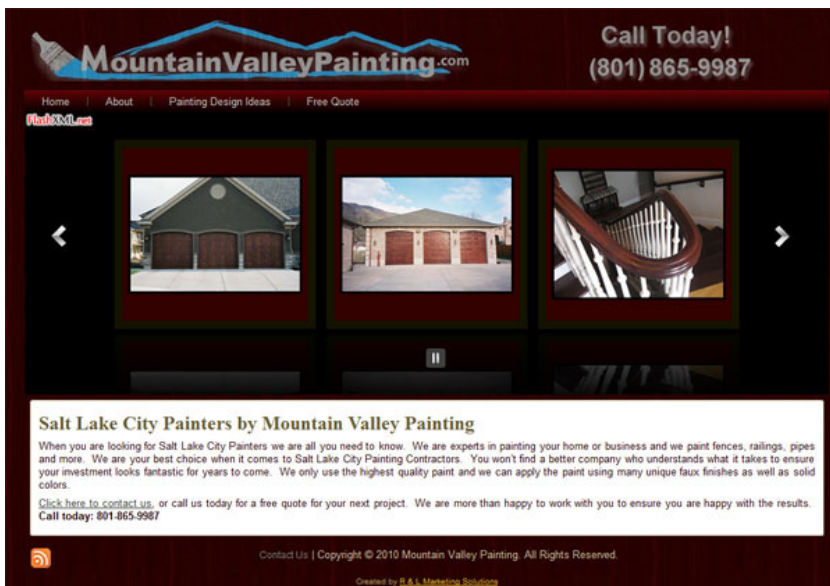 MountainValleyPainting.com
Call Today!
(801) 865-9987
Home | About | Painting Design Ideas | Free Quote
FlashXML.net
Salt Lake City Painters by Mountain Valley Painting
When you are looking for Salt Lake City Painters we are all you need to know. We are experts in painting your home or business and we paint fences, railings, pipes
and more. We are your best choice when it comes to Salt Lake City Painting Contractors. You won't find a better company who understands what it takes to ensure
your investment looks fantastic for years to come. We only use the highest quality paint and we can apply the paint using many unique faux finishes as well as solid
colors.
Click here to contact us, or call us today for a free quote for your next project. We are more than happy to work with you to ensure you are happy with the results.
Call today: 801-865-9987
Contact Us | Copyright © 2010 Mountain Valley Painting. All Rights Reserved.
Created by R & L Marketing Solutions